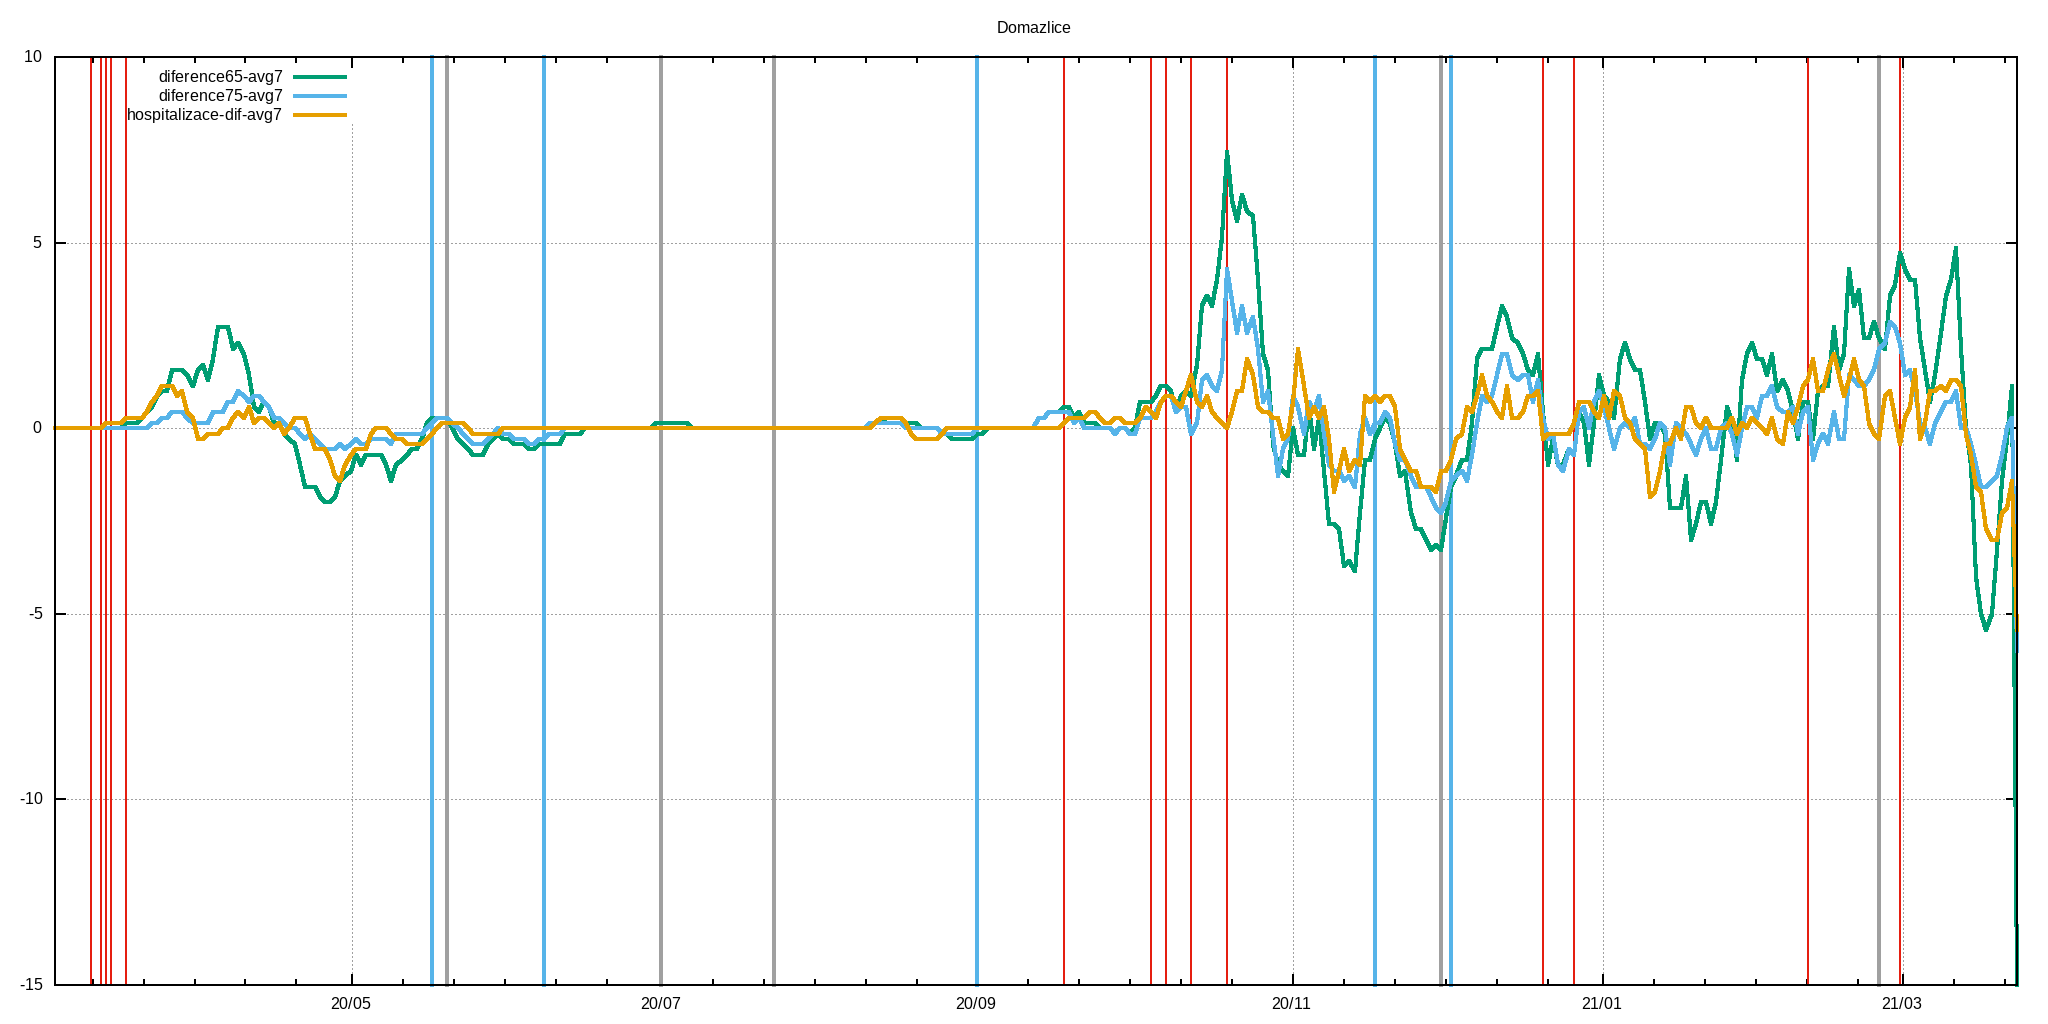 Domazlice
10
diference65-avg7
diference75-avg7
hospitalizace-dif-avg7
5
0
-5
-10
-15
20/05 20/07 20/09 20/11 21/01 21/03